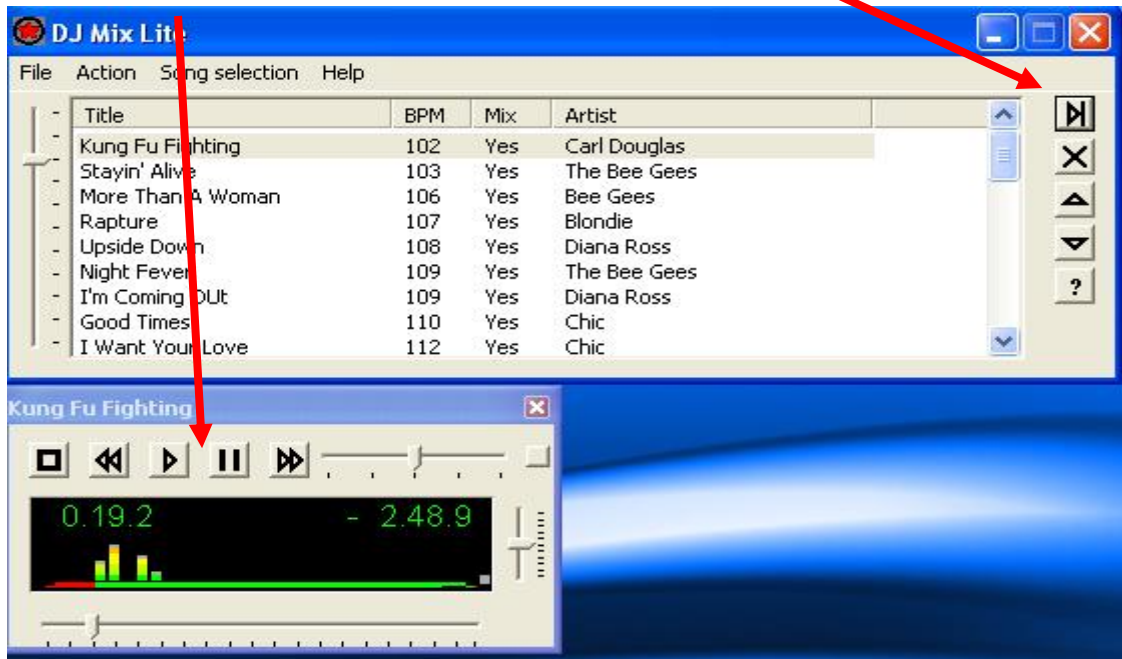 DJ Mix Lite
File Action Song selection Help
Title BPM Mix Artist
Kung Fu Fighting 102 Yes Carl Douglas
Stayin' Alive 103 Yes The Bee Gees
More Than A Woman 106 Yes Bee Gees
Rapture 107 Yes Blondie
Upside Down 108 Yes Diana Ross
Night Fever 109 Yes The Bee Gees
I'm Coming OUt 109 Yes Diana Ross
Good Times 110 Yes Chic
I Want Your Love 112 Yes Chic
?
Kung Fu Fighting
0.19.2 - 2.48.9